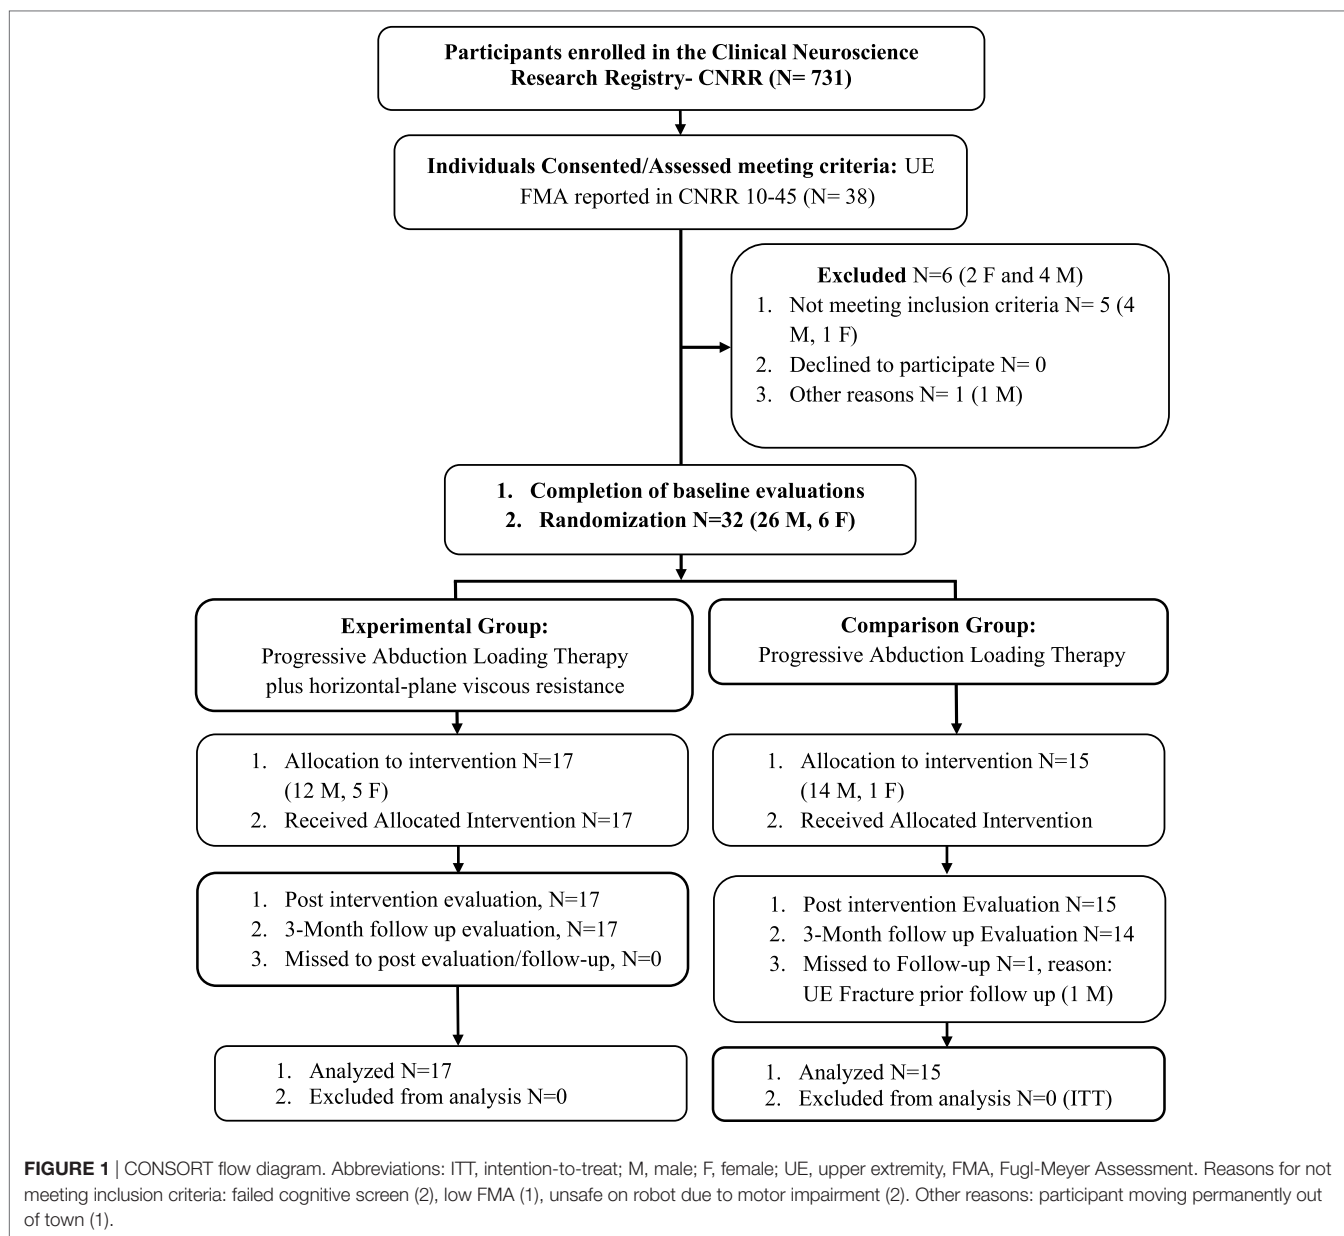 Participants enrolled in the Clinical Neuroscience
Research Registry- CNRR (N= 731)
Individuals Consented/Assessed meeting criteria: UE
FMA reported in CNRR 10-45 (N= 38)
Excluded N=6 (2 F and 4 M)
1. Not meeting inclusion criteria N= 5 (4
M, 1 F)
2. Declined to participate N= 0
3. Other reasons N= 1 (1 M)
1. Completion of baseline evaluations
2. Randomization N=32 (26 M, 6 F)
Experimental Group:
Progressive Abduction Loading Therapy
plus horizontal-plane viscous resistance
Comparison Group:
Progressive Abduction Loading Therapy
1. Allocation to intervention N=17
(12 M, 5 F)
2. Received Allocated Intervention N=17
1. Allocation to intervention N=15
(14 M, 1 F)
2. Received Allocated Intervention
1. Post intervention evaluation, N=17
2. 3-Month follow up evaluation, N=17
3. Missed to post evaluation/follow-up, N=0
1. Post intervention Evaluation N=15
2. 3-Month follow up Evaluation N=14
3. Missed to Follow-up N=1, reason:
UE Fracture prior follow up (1 M)
1. Analyzed N=17
2. Excluded from analysis N=0
1. Analyzed N=15
2. Excluded from analysis N=0 (ITT)
FIGURE 1 | CONSORT flow diagram. Abbreviations: ITT, intention-to-treat; M, male; F, female; UE, upper extremity, FMA, Fugl-Meyer Assessment. Reasons for not
meeting inclusion criteria: failed cognitive screen (2), low FMA (1), unsafe on robot due to motor impairment (2). Other reasons: participant moving permanently out
of town (1).